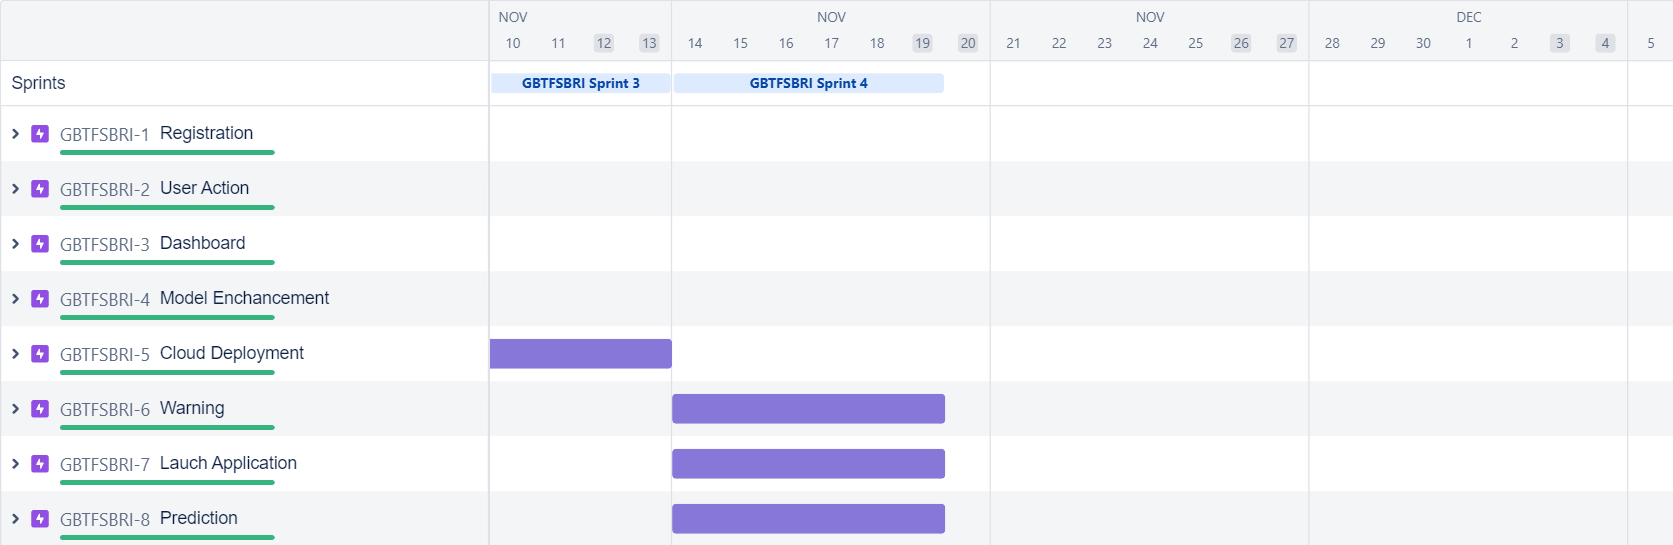 NOV NOV NOV DEC
10 11 12 13 14 15 16 17 18 19 20 21 22 23 24 25 26 27 28 29 30 1 2 3 4 5
Sprints GBTFSBRI Sprint 3 GBTFSBRI Sprint 4
GBTFSBRI-1 Registration
GBTFSBRI-2 User Action
GBTFSBRI-3 Dashboard
GBTFSBRI-4 Model Enchancement
GBTFSBRI-5 Cloud Deployment
GBTFSBRI-6 Warning
GBTFSBRI-7 Lauch Application
GBTFSBRI-8 Prediction